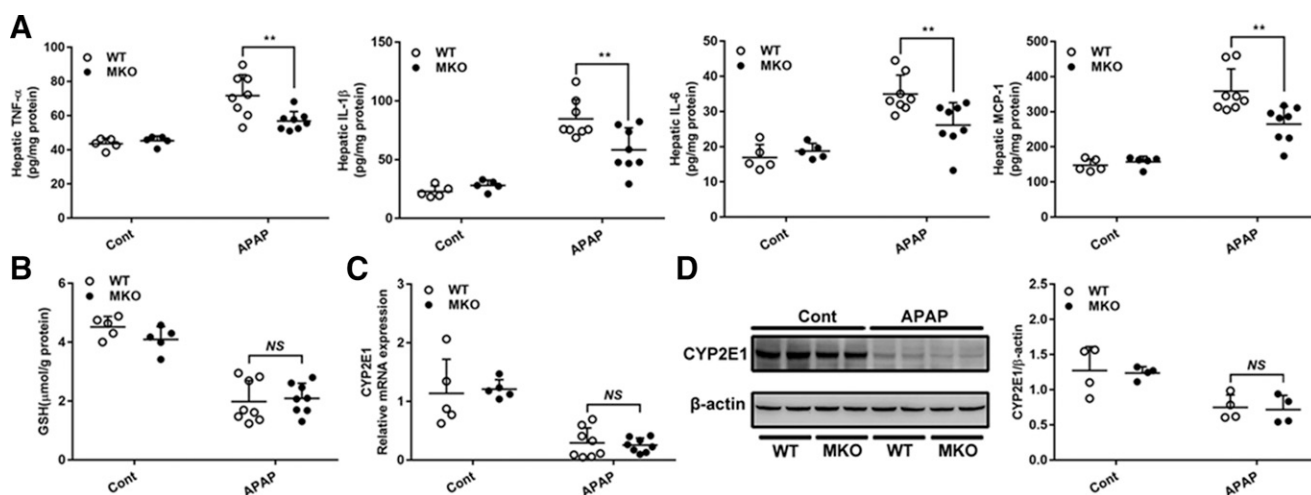 A
WT
MKO
**
Hepatic TNF-α
(pg/mg protein)
100
80
60
40
20
0
Cont
APAP
WT
MKO
**
Hepatic IL-1β
(pg/mg protein)
150
100
50
0
Cont
APAP
WT
MKO
**
Hepatic IL-6
(pg/mg protein)
40
30
20
10
0
Cont
APAP
WT
MKO
**
Hepatic MCP-1
(pg/mg protein)
500
400
300
200
100
0
Cont
APAP
B
WT
MKO
NS
GSH(μmol/g protein)
6
4
2
0
Cont
APAP
C
WT
MKO
NS
CYP2E1
Relative mRNA expression
3
2
1
0
Cont
APAP
D
Cont APAP
CYP2E1
β-actin
WT MKO WT MKO
WT
MKO
NS
CYP2E1/β-actin
2.5
2.0
1.5
1.0
0.5
0.0
Cont
APAP